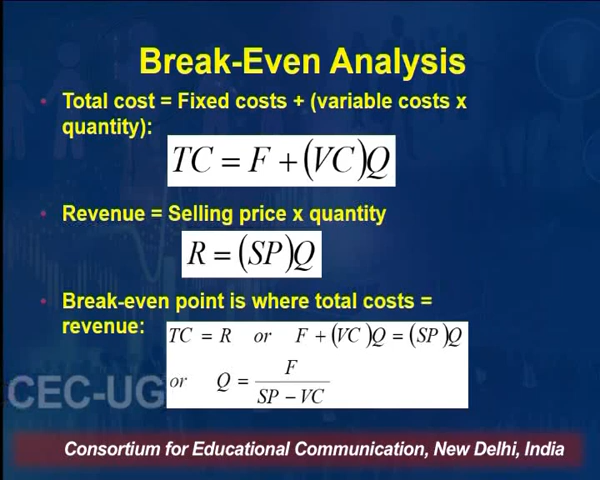 Break-Even Analysis
• Total cost = Fixed costs + (variable costs x
quantity):
TC = F + (VC)Q
• Revenue = Selling price x quantity
R = (SP)Q
• Break-even point is where total costs =
revenue:
TC = R or F + (VC)Q = (SP)Q
or Q = F / (SP − VC)
CEC-UG
Consortium for Educational Communication, New Delhi, India